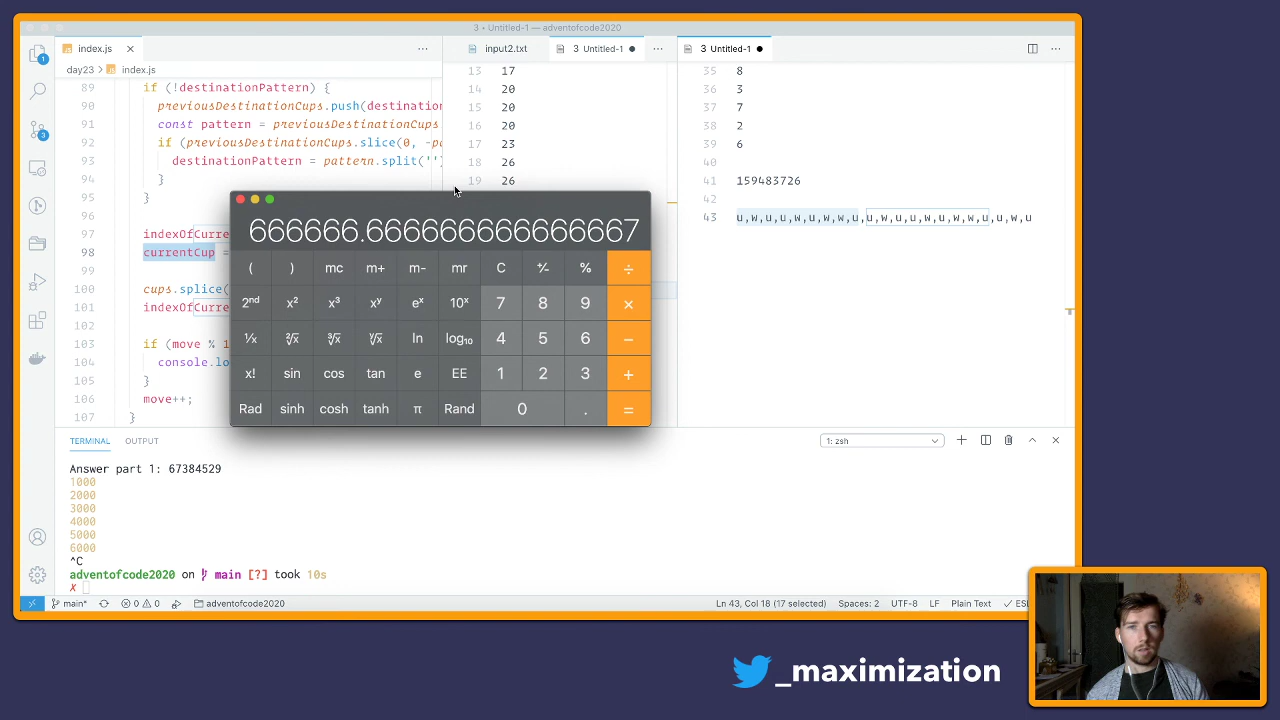 3 • Untitled-1 — adventofcode2020
index.js
input2.txt
3 Untitled-1
3 Untitled-1
day23 > index.js
89 if (!destinationPattern) {
90 previousDestinationCups.push(destination
91 const pattern = previousDestinationCups
92 if (previousDestinationCups.slice(0, -pa
93 destinationPattern = pattern.split('')
94 }
95 }
96
97 indexOfCurre
98 currentCup =
99
100 cups.splice(
101 indexOfCurre
102
103 if (move % 1
104 console.lo
105 }
106 move++;
107 }
13 17
14 20
15 20
16 20
17 23
18 26
19 26
35 8
36 3
37 7
38 2
39 6
40
41 159483726
42
43 u,w,u,u,w,u,w,w,u,u,w,u,u,w,u,w,w,u,u,w,u
666666.666666666666667
( ) mc m+ m- mr C +⁄- % ÷
2nd x² x³ xʸ eˣ 10ˣ 7 8 9 ×
¹⁄x ²√x ³√x ʸ√x ln log₁₀ 4 5 6 −
x! sin cos tan e EE 1 2 3 +
Rad sinh cosh tanh π Rand 0 . =
TERMINAL OUTPUT
1: zsh
Answer part 1: 67384529
1000
2000
3000
4000
5000
6000
^C
adventofcode2020 on main [?] took 10s
✗
main* 0 0 adventofcode2020
Ln 43, Col 18 (17 selected) Spaces: 2 UTF-8 LF Plain Text
_maximization